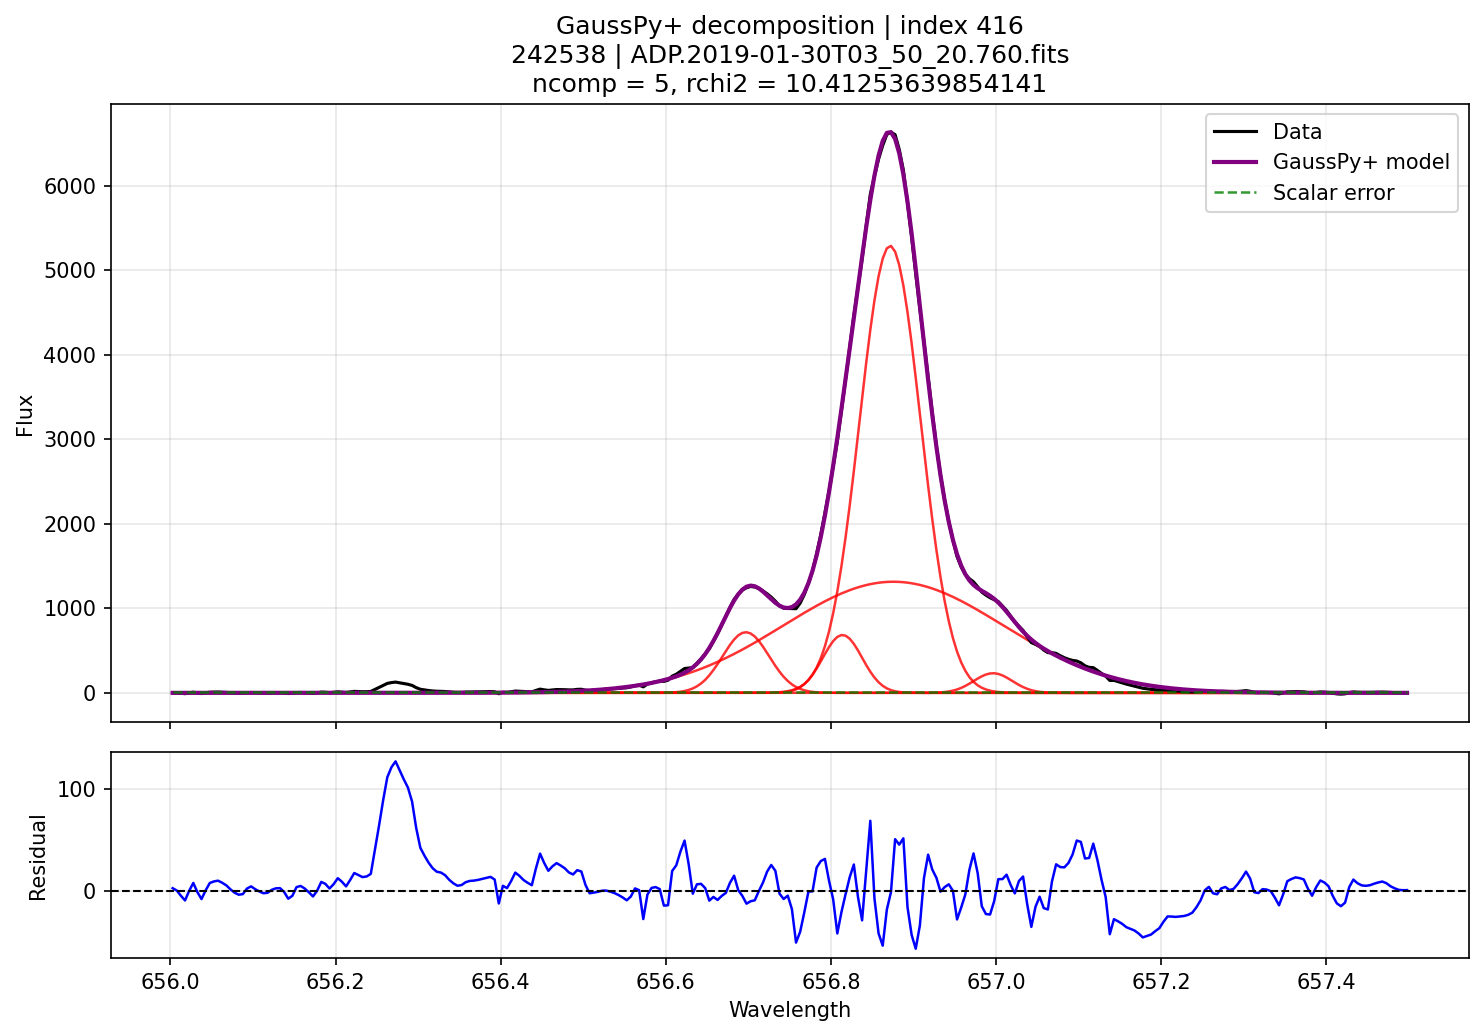 GaussPy+ decomposition | index 416
242538 | ADP.2019-01-30T03_50_20.760.fits
ncomp = 5, rchi2 = 10.41253639854141
Data
GaussPy+ model
Scalar error
Flux
6000
5000
4000
3000
2000
1000
0
Residual
100
0
656.0 656.2 656.4 656.6 656.8 657.0 657.2 657.4
Wavelength